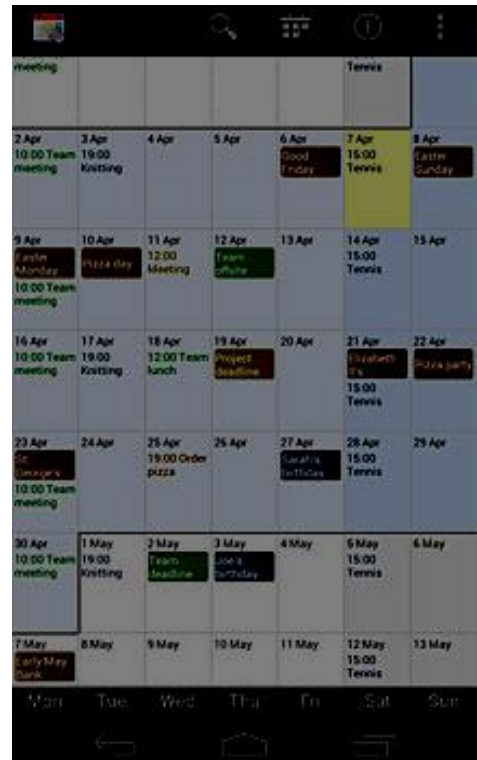 meeting
Tennis
2 Apr 3 Apr 4 Apr 5 Apr 6 Apr 7 Apr 8 Apr
10:00 Team 19:00 Good 15:00 Easter
meeting Knitting Friday Tennis Sunday
9 Apr 10 Apr 11 Apr 12 Apr 13 Apr 14 Apr 15 Apr
Easter Pizza day 12:00 Team 15:00
Monday Meeting offsite Tennis
10:00 Team
meeting
16 Apr 17 Apr 18 Apr 19 Apr 20 Apr 21 Apr 22 Apr
10:00 Team 19:00 12:00 Team Project Elizabeth Pizza party
meeting Knitting lunch deadline II's
15:00
Tennis
23 Apr 24 Apr 25 Apr 26 Apr 27 Apr 28 Apr 29 Apr
St 19:00 Order Sarah's 15:00
George's pizza birthday Tennis
10:00 Team
meeting
30 Apr 1 May 2 May 3 May 4 May 5 May 6 May
10:00 Team 19:00 Team Joe's 15:00
meeting Knitting deadline birthday Tennis
7 May 8 May 9 May 10 May 11 May 12 May 13 May
Early May 15:00
Bank Tennis
Mon Tue Wed Thu Fri Sat Sun